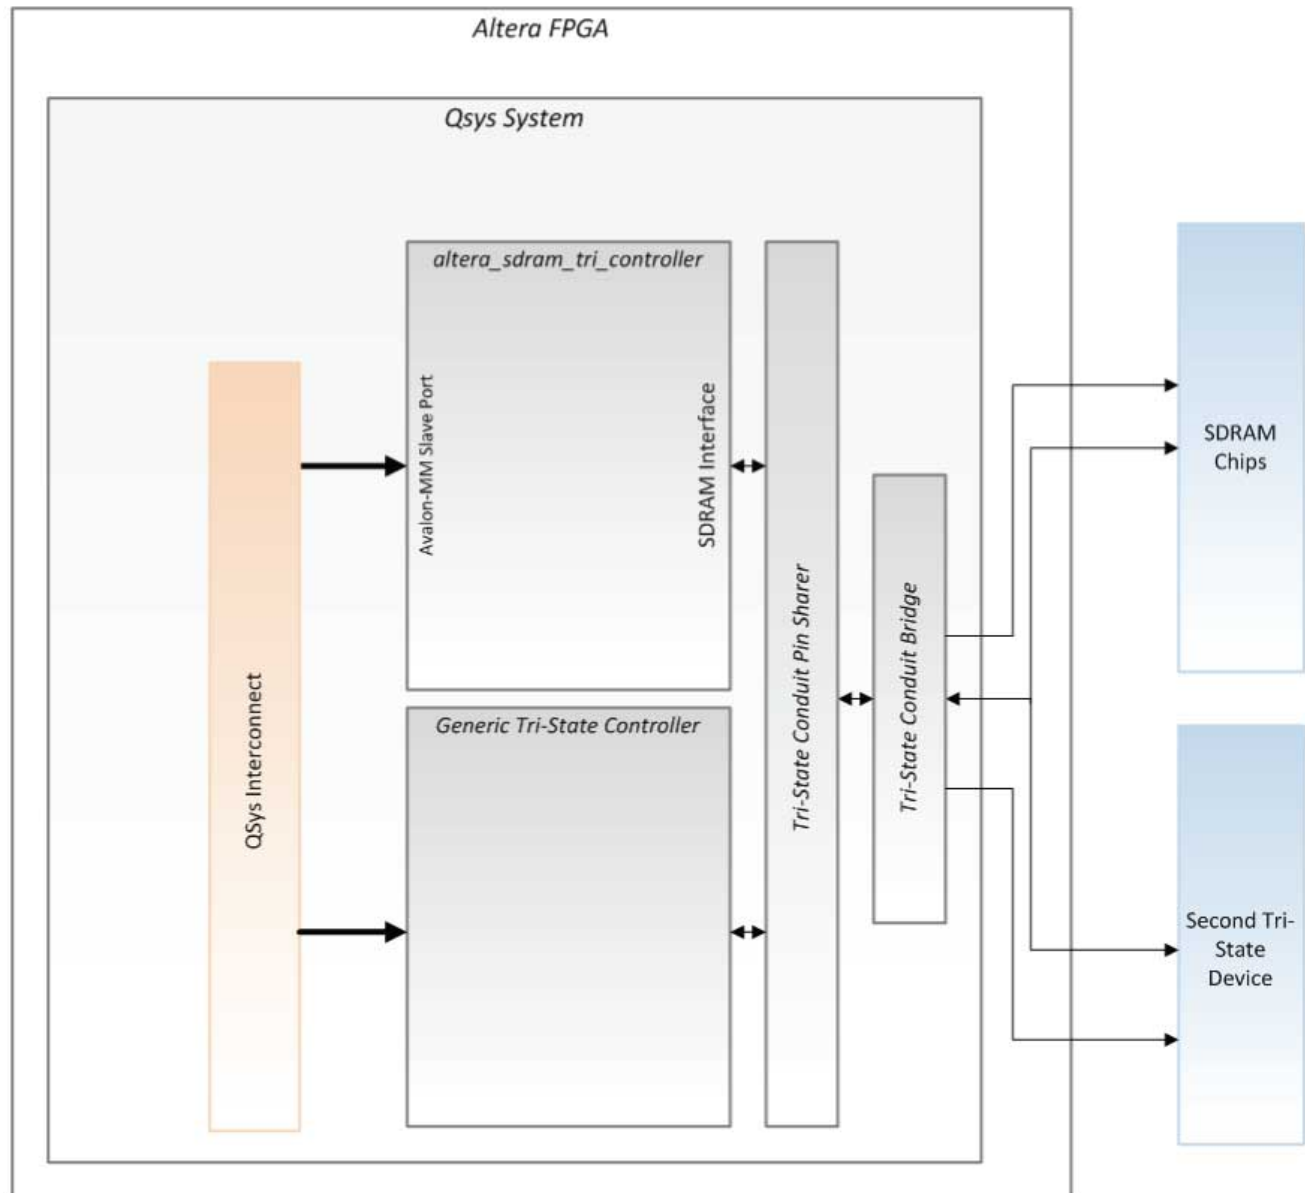 Altera FPGA
Qsys System
altera_sdram_tri_controller
Avalon-MM Slave Port
SDRAM Interface
QSys Interconnect
Generic Tri-State Controller
Tri-State Conduit Pin Sharer
Tri-State Conduit Bridge
SDRAM
Chips
Second Tri-
State
Device